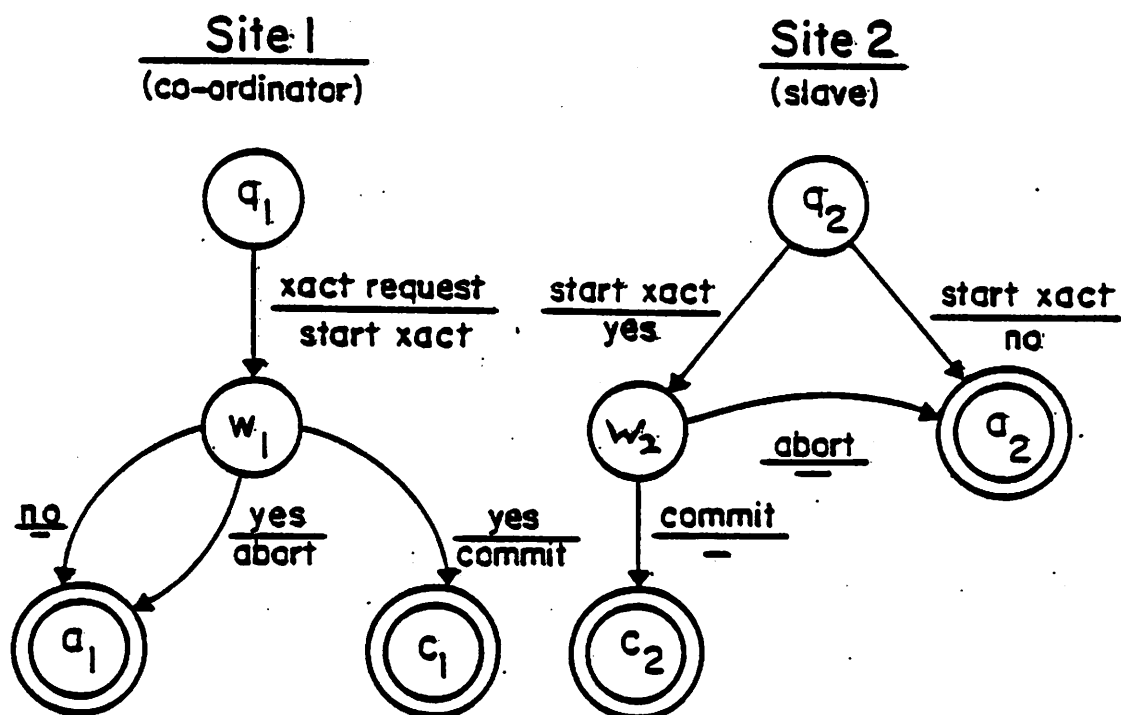 Site 1
(co-ordinator)
q1
xact request
start xact
w1
no
-
yes
abort
yes
commit
a1
c1
Site 2
(slave)
q2
start xact
yes
start xact
no
w2
abort
-
a2
commit
-
c2